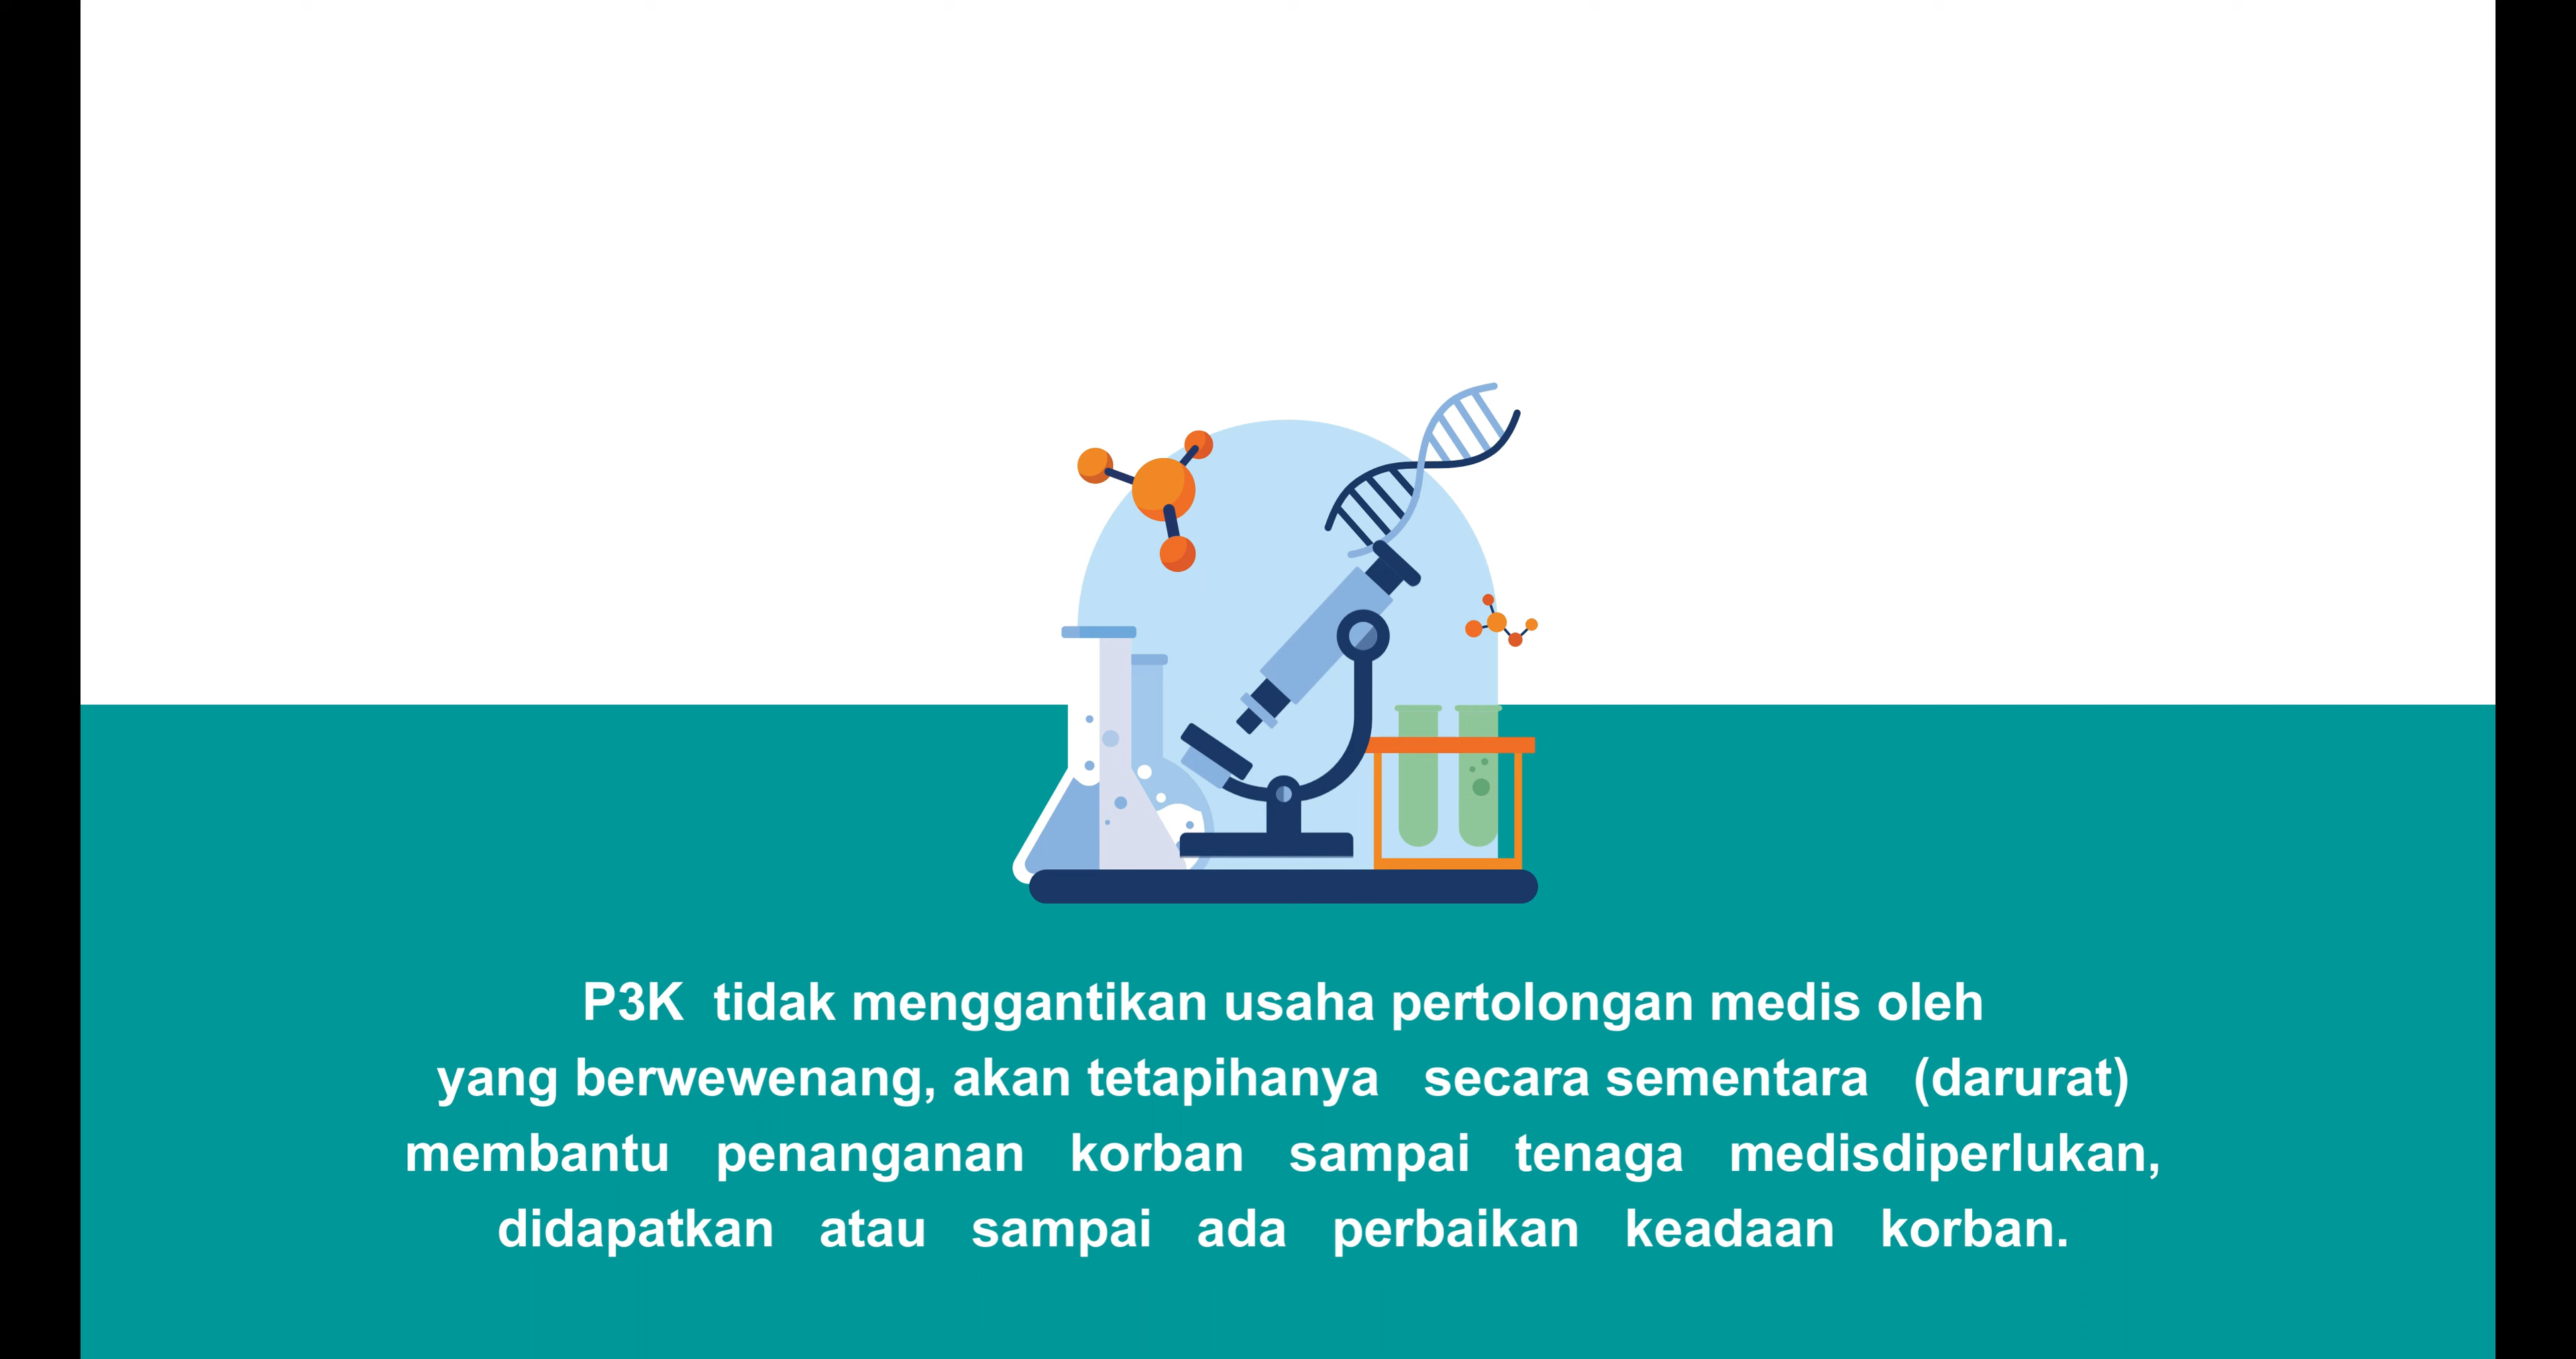 P3K  tidak menggantikan usaha pertolongan medis oleh
yang berwewenang, akan tetapihanya   secara sementara   (darurat)
membantu   penanganan   korban   sampai   tenaga   medisdiperlukan,
didapatkan   atau   sampai   ada   perbaikan   keadaan   korban.